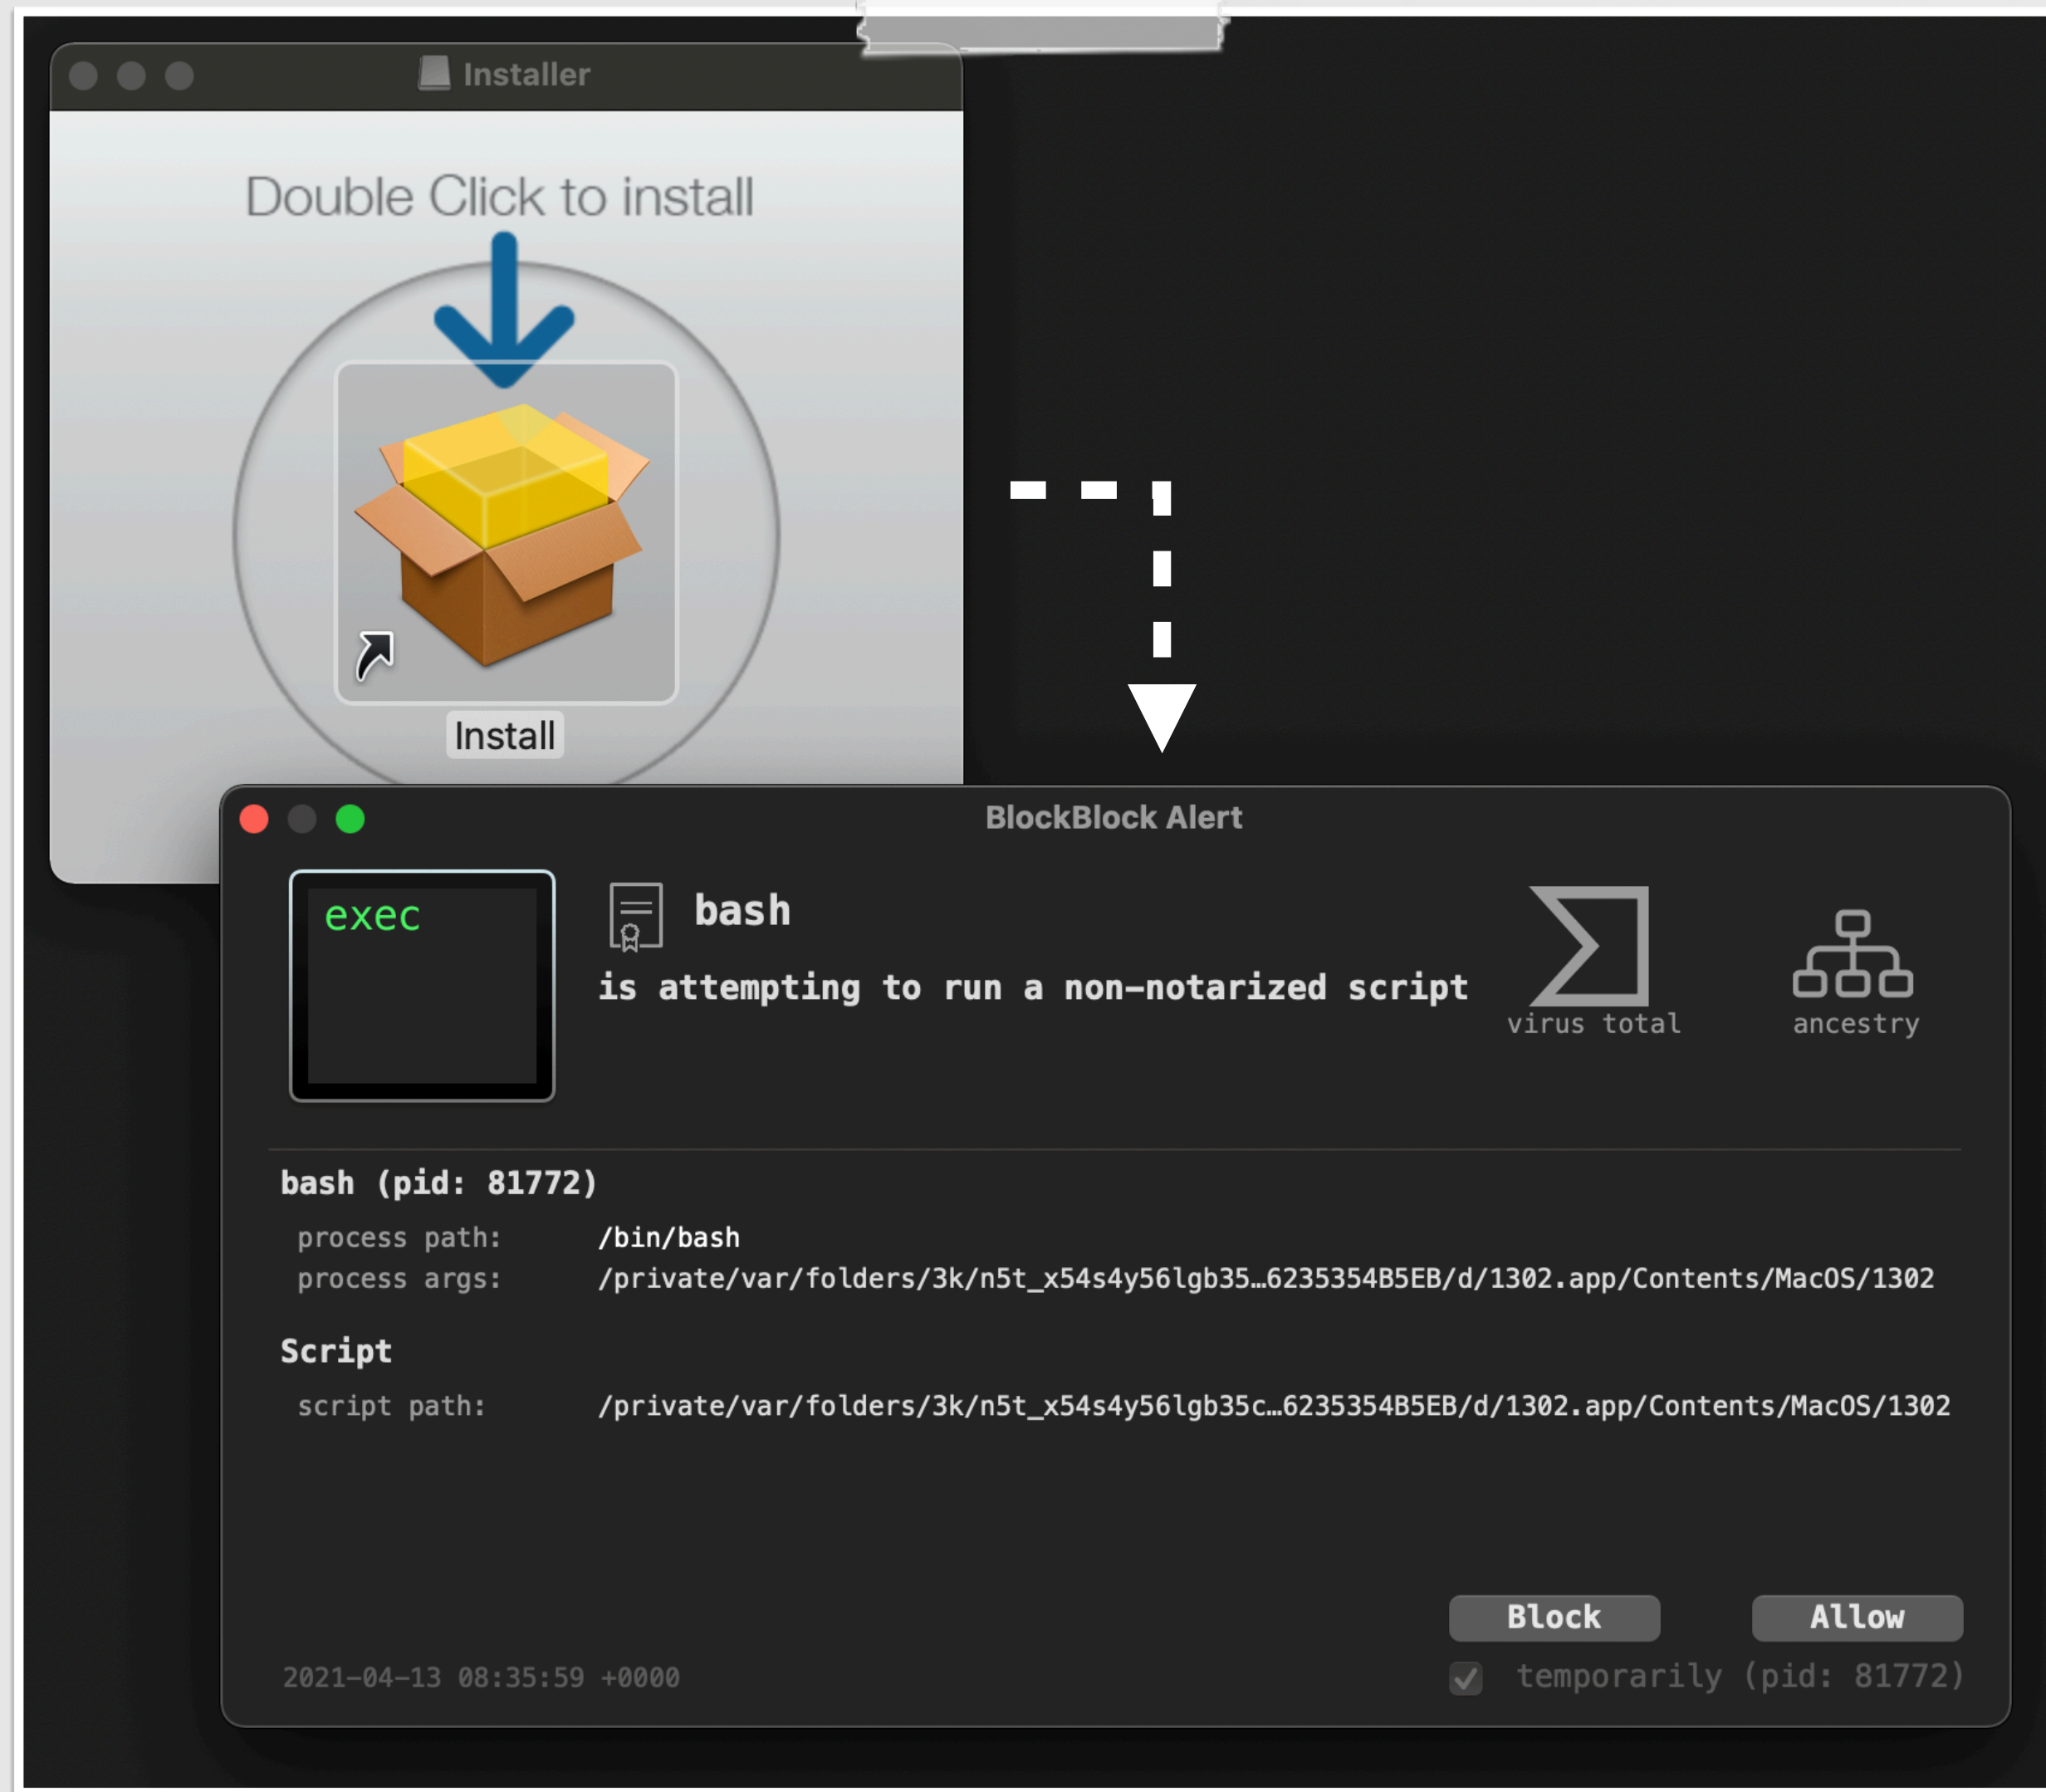 Installer
Double Click to install
Install
BlockBlock Alert
exec
bash
is attempting to run a non-notarized script
virus total
ancestry
bash (pid: 81772)
process path: /bin/bash
process args: /private/var/folders/3k/n5t_x54s4y56lgb35…6235354B5EB/d/1302.app/Contents/MacOS/1302
Script
script path: /private/var/folders/3k/n5t_x54s4y56lgb35c…6235354B5EB/d/1302.app/Contents/MacOS/1302
Block
Allow
2021-04-13 08:35:59 +0000
temporarily (pid: 81772)